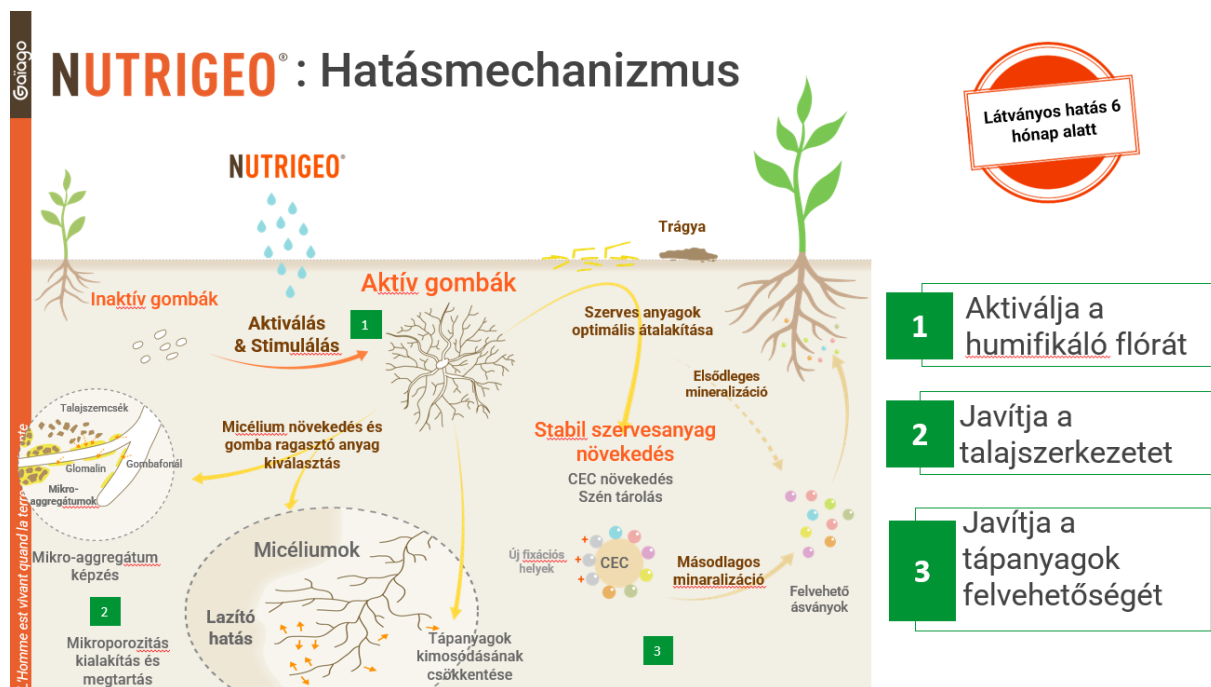 Gaïago
NUTRIGEO® : Hatásmechanizmus
Látványos hatás 6
hónap alatt
NUTRIGEO®
Trágya
Inaktív gombák
Aktív gombák
Aktiválás
& Stimulálás
1
Szerves anyagok
optimális átalakítása
Elsődleges
mineralizáció
Talajszemcsék
Glomalin
Gombafonál
Mikro-
aggregátumok
Micélium növekedés és
gomba ragasztó anyag
kiválasztás
Stabil szervesanyag
növekedés
CEC növekedés
Szén tárolás
Mikro-aggregátum
képzés
2
Mikroporozitás
kialakítás és
megtartás
Micéliumok
Lazító
hatás
Tápanyagok
kimosódásának
csökkentése
Új fixációs
helyek
+
+
+
CEC
Másodlagos
minaralizáció
Felvehető
ásványok
3
1
Aktiválja a
humifikáló flórát
2
Javítja a
talajszerkezetet
3
Javítja a
tápanyagok
felvehetőségét
L'Homme est vivant quand la terre